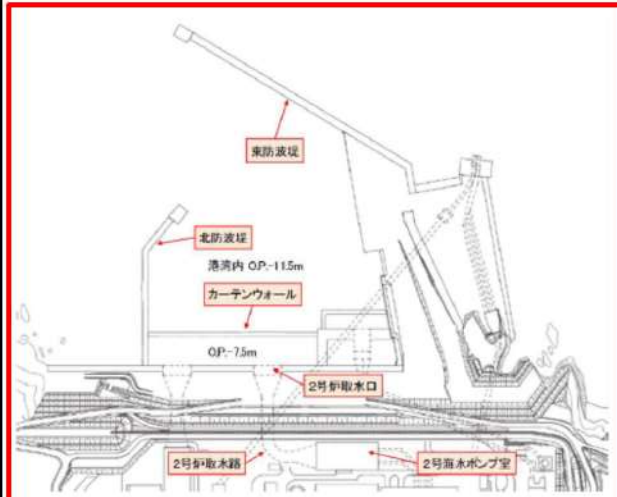 東防波堤
北防波堤
港湾内 O.P.-11.5m
カーテンウォール
O.P.-7.5m
2号炉取水口
2号炉取水路
2号海水ポンプ室